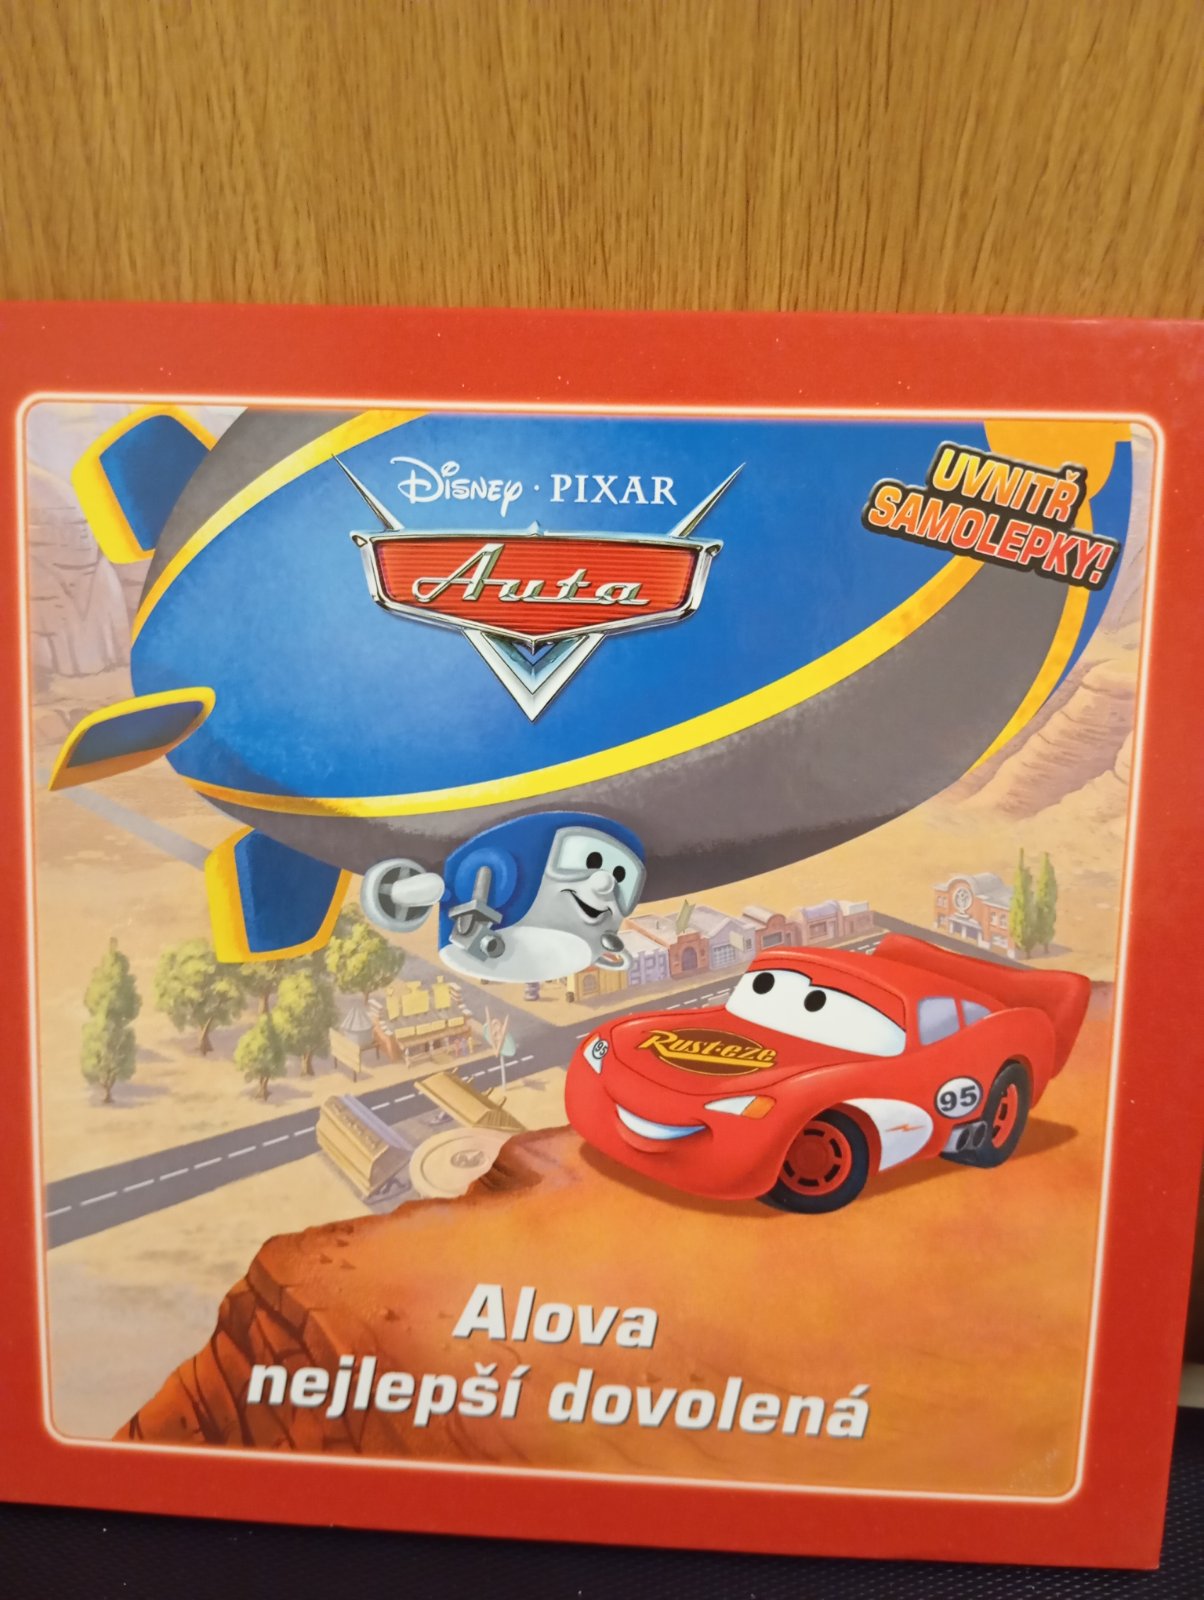 Disney · PIXAR
Auta
UVNITŘ
SAMOLEPKY!
Rust-eze
95
95
Alova
nejlepší dovolená